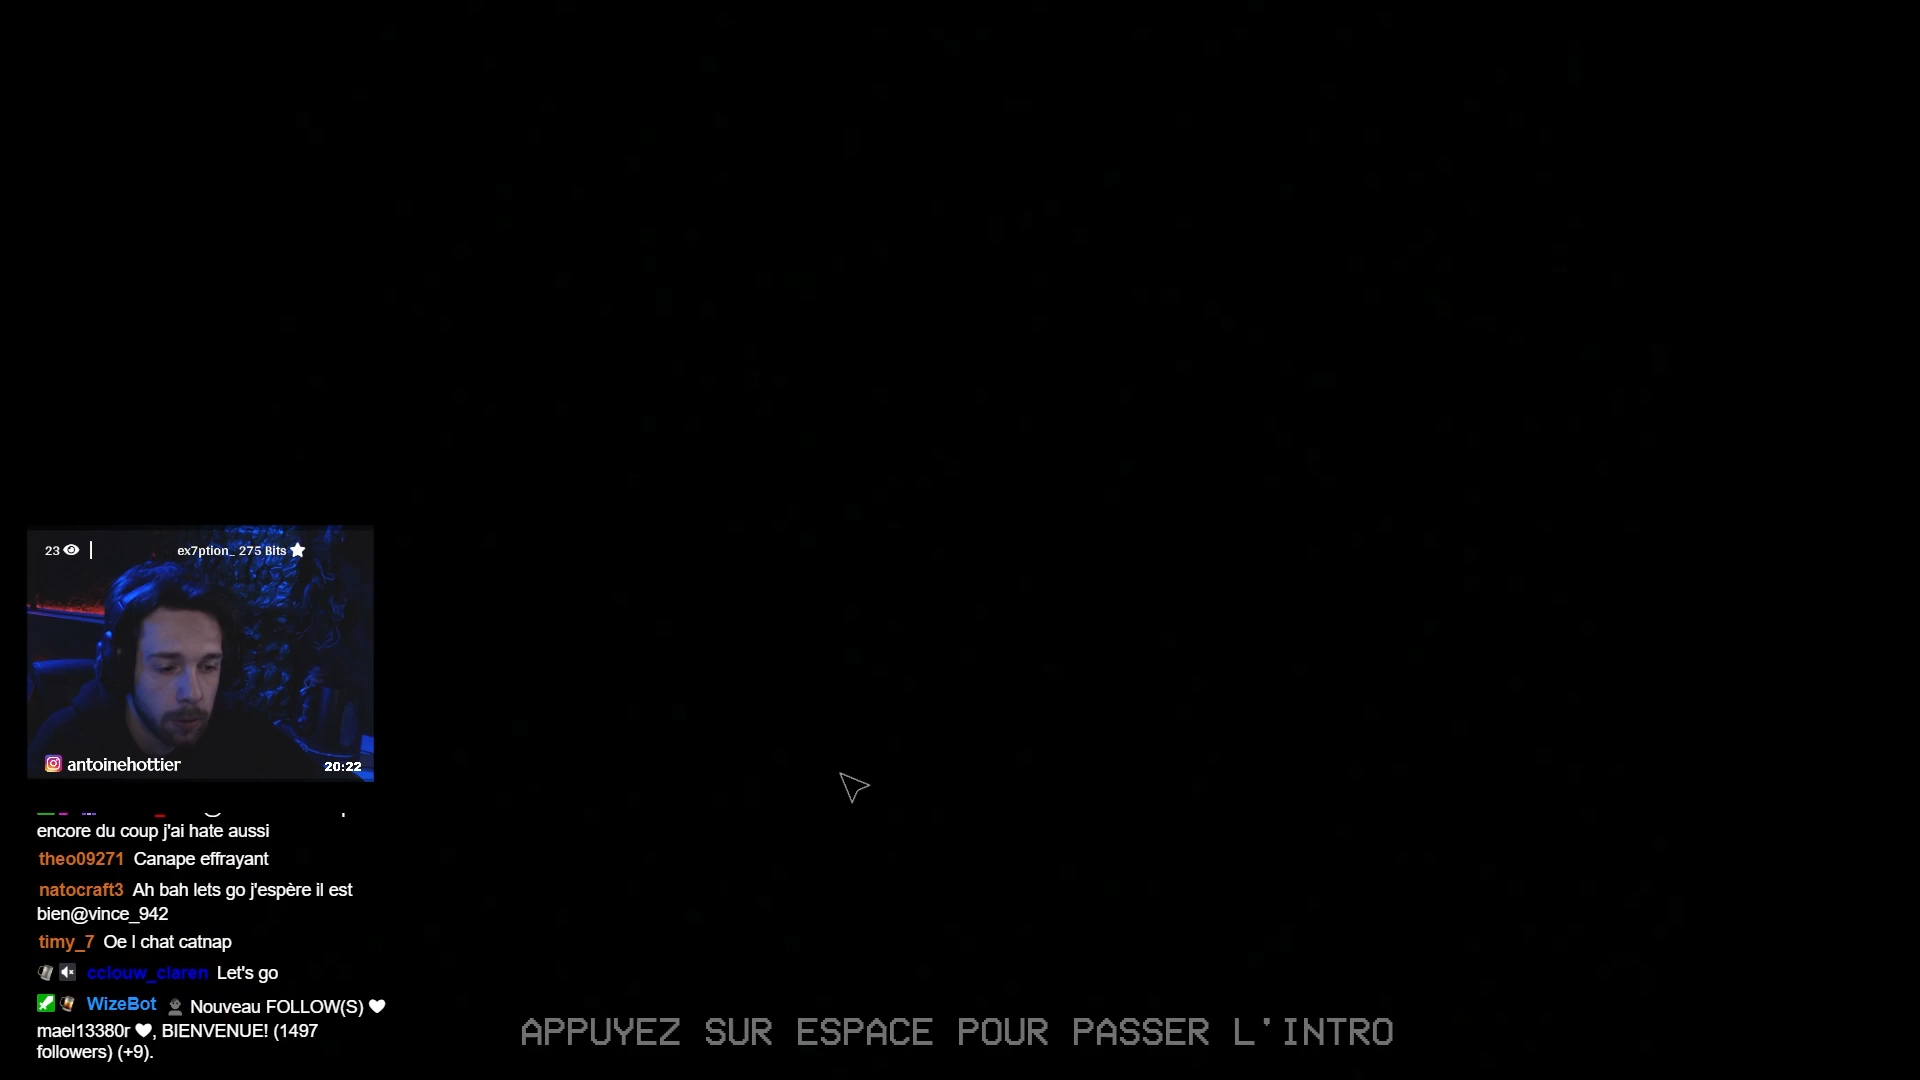 23
ex7ption_ 275 Bits
antoinehottier
20:22
encore du coup j'ai hate aussi
theo09271 Canape effrayant
natocraft3 Ah bah lets go j'espère il est
bien@vince_942
timy_7 Oe l chat catnap
cclouw_claren Let's go
WizeBot Nouveau FOLLOW(S)
mael13380r, BIENVENUE! (1497
followers) (+9).
APPUYEZ SUR ESPACE POUR PASSER L'INTRO